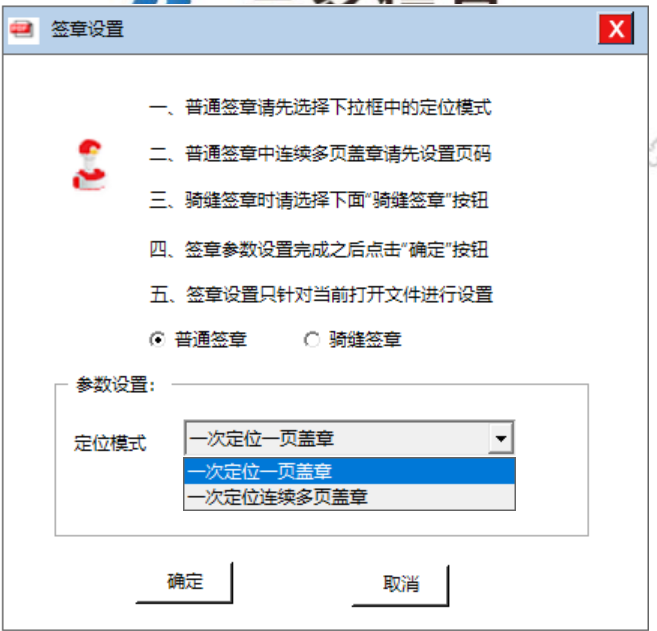 签章设置
X
一、普通签章请先选择下拉框中的定位模式
二、普通签章中连续多页盖章请先设置页码
三、骑缝签章时请选择下面“骑缝签章”按钮
四、签章参数设置完成之后点击“确定”按钮
五、签章设置只针对当前打开文件进行设置
普通签章 骑缝签章
参数设置:
定位模式 一次定位一页盖章
一次定位一页盖章
一次定位连续多页盖章
确定 取消